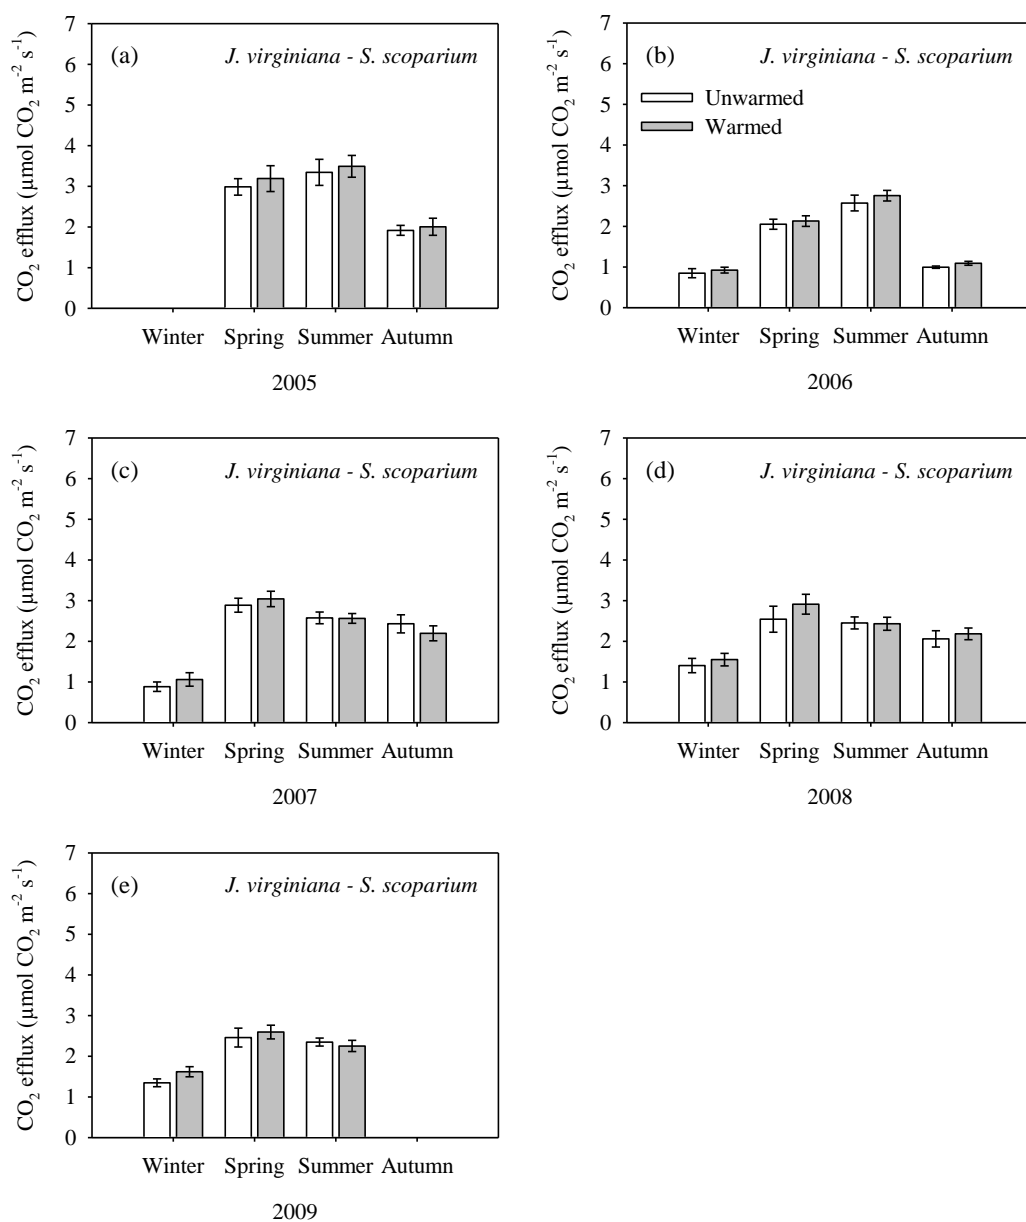 (a) J. virginiana - S. scoparium
CO₂ efflux (µmol CO₂ m⁻² s⁻¹)
7
6
5
4
3
2
1
0
Winter Spring Summer Autumn
2005
(b) J. virginiana - S. scoparium
Unwarmed
Warmed
CO₂ efflux (µmol CO₂ m⁻² s⁻¹)
7
6
5
4
3
2
1
0
Winter Spring Summer Autumn
2006
(c) J. virginiana - S. scoparium
CO₂ efflux (µmol CO₂ m⁻² s⁻¹)
7
6
5
4
3
2
1
0
Winter Spring Summer Autumn
2007
(d) J. virginiana - S. scoparium
CO₂ efflux (µmol CO₂ m⁻² s⁻¹)
7
6
5
4
3
2
1
0
Winter Spring Summer Autumn
2008
(e) J. virginiana - S. scoparium
CO₂ efflux (µmol CO₂ m⁻² s⁻¹)
7
6
5
4
3
2
1
0
Winter Spring Summer Autumn
2009